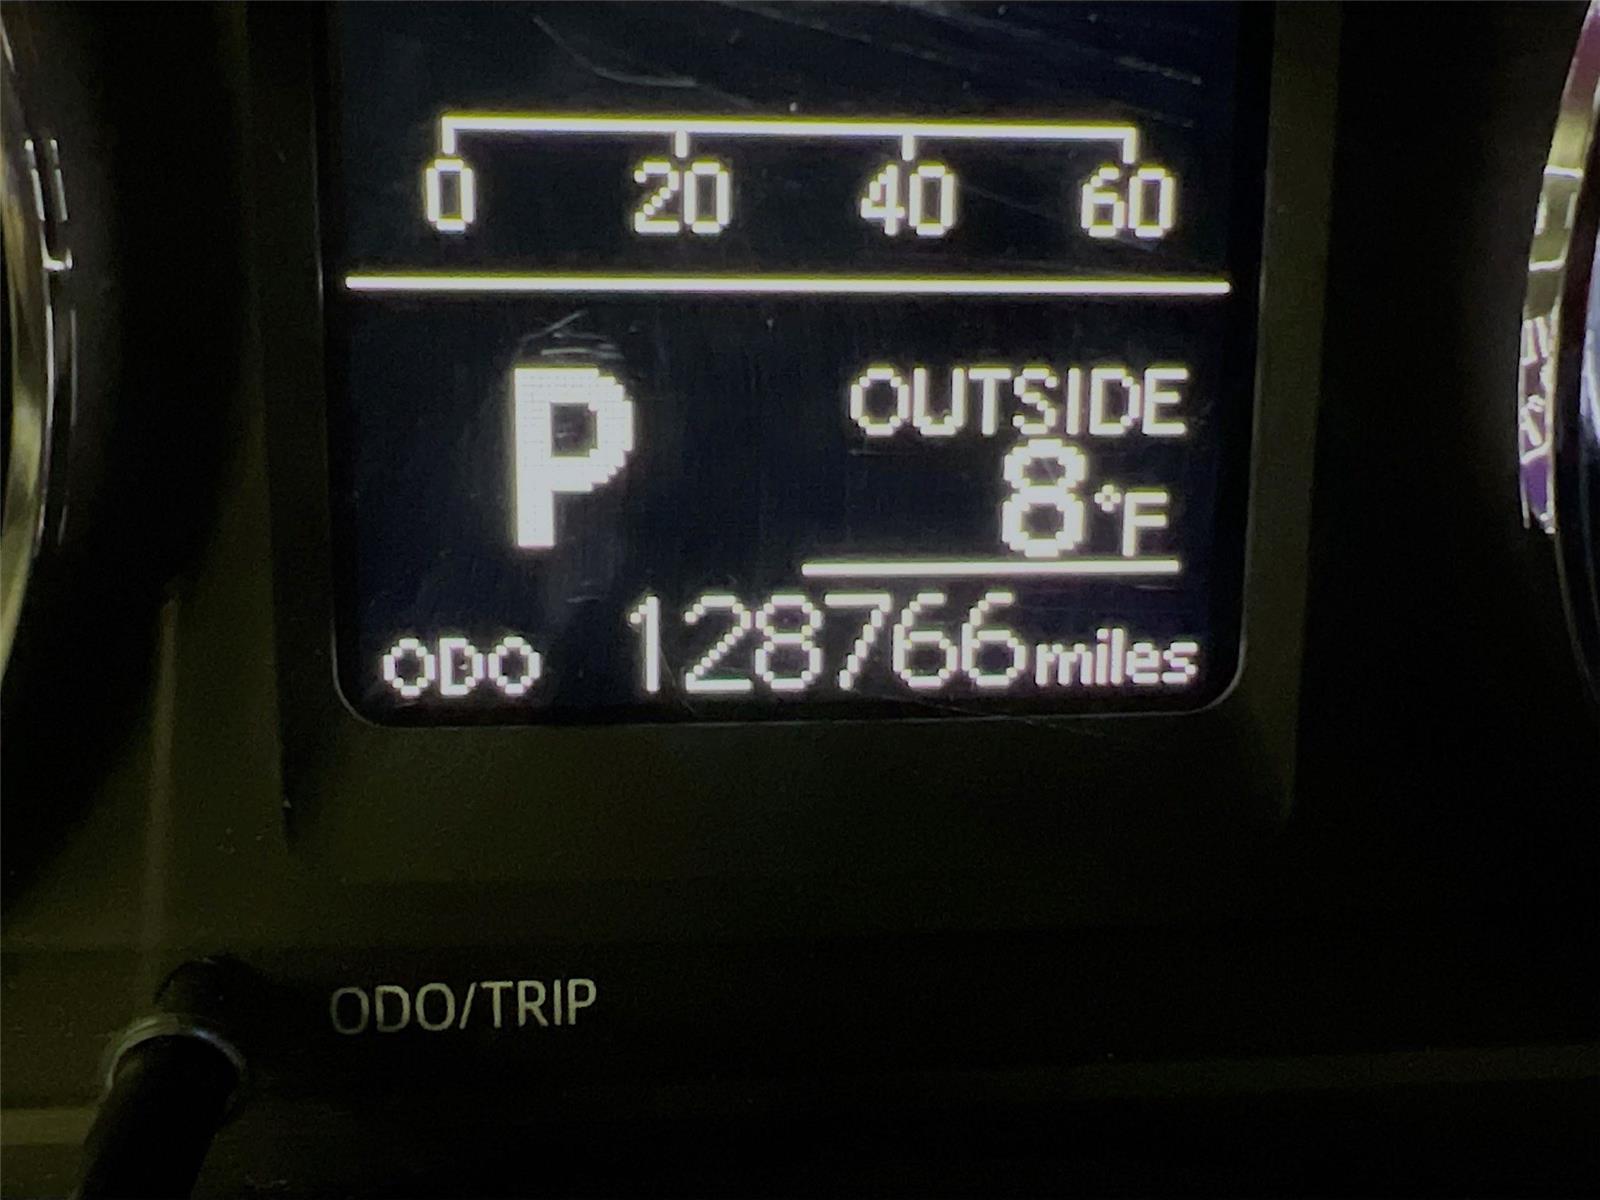 0 20 40 60
P
OUTSIDE
8°F
ODO 128766 miles
ODO/TRIP